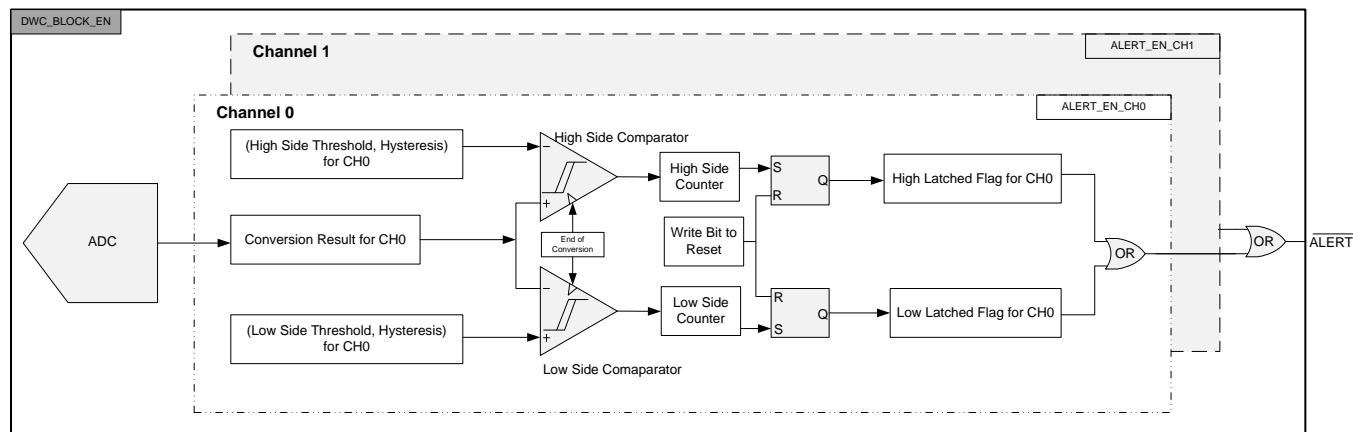 DWC_BLOCK_EN
Channel 1
ALERT_EN_CH1
Channel 0
ALERT_EN_CH0
(High Side Threshold, Hysteresis)
for CH0
High Side Comparator
−
+
High Side
Counter
S
R
Q
High Latched Flag for CH0
ADC
Conversion Result for CH0
End of
Conversion
Write Bit to
Reset
OR
OR
ALERT
(Low Side Threshold, Hysteresis)
for CH0
−
+
Low Side
Counter
R
S
Q
Low Latched Flag for CH0
Low Side Comaparator